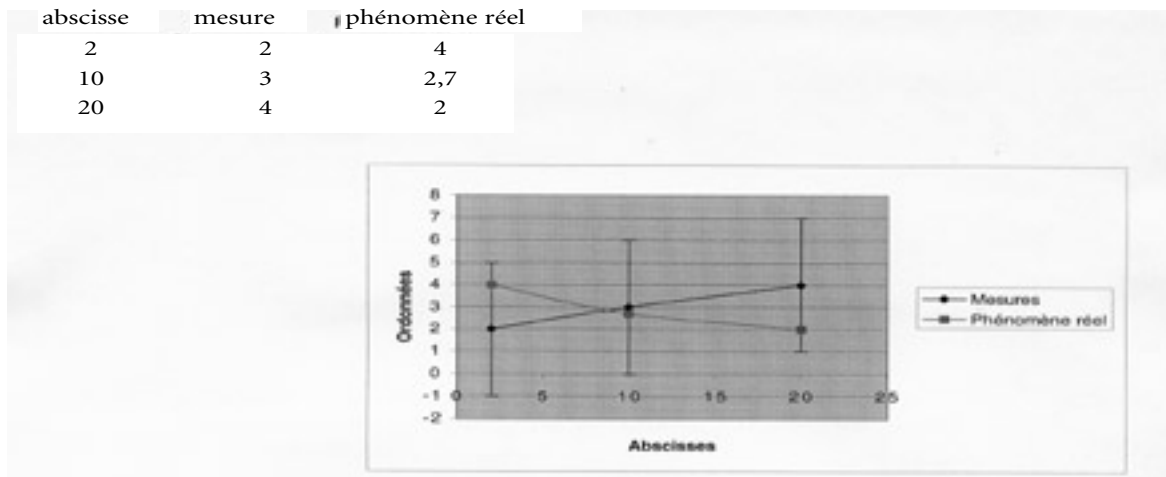 abscisse mesure phénomène réel
2 2 4
10 3 2,7
20 4 2
8
7
6
5
4
3
2
1
0
-1
-2
Ordonnées
0 5 10 15 20 25
Abscisses
Mesures
Phénomène réel